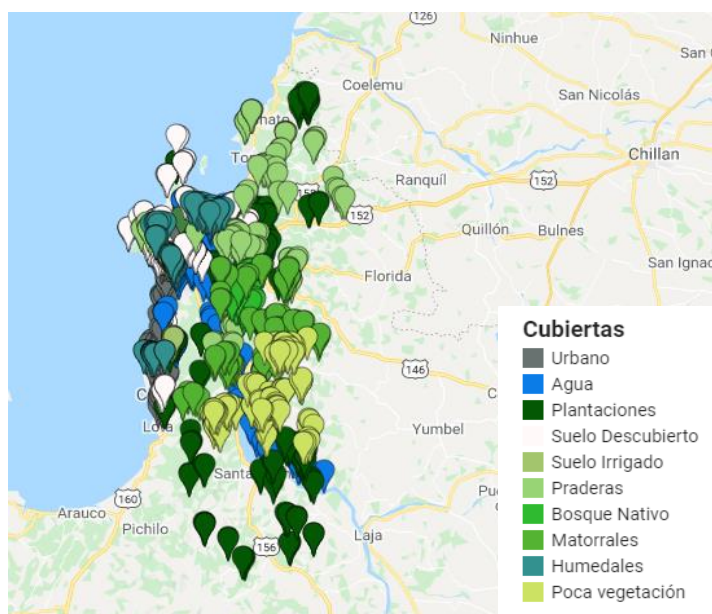 126
Ninhue
San C
Coelemu
San Nicolás
Chillan
Ranquíl
152
152
Quillón
Bulnes
San Ignac
Florida
146
Yumbel
Lota
Santa
160
Arauco
Pichilo
156
Laja
Cubiertas
Urbano
Agua
Plantaciones
Suelo Descubierto
Suelo Irrigado
Praderas
Bosque Nativo
Matorrales
Humedales
Poca vegetación